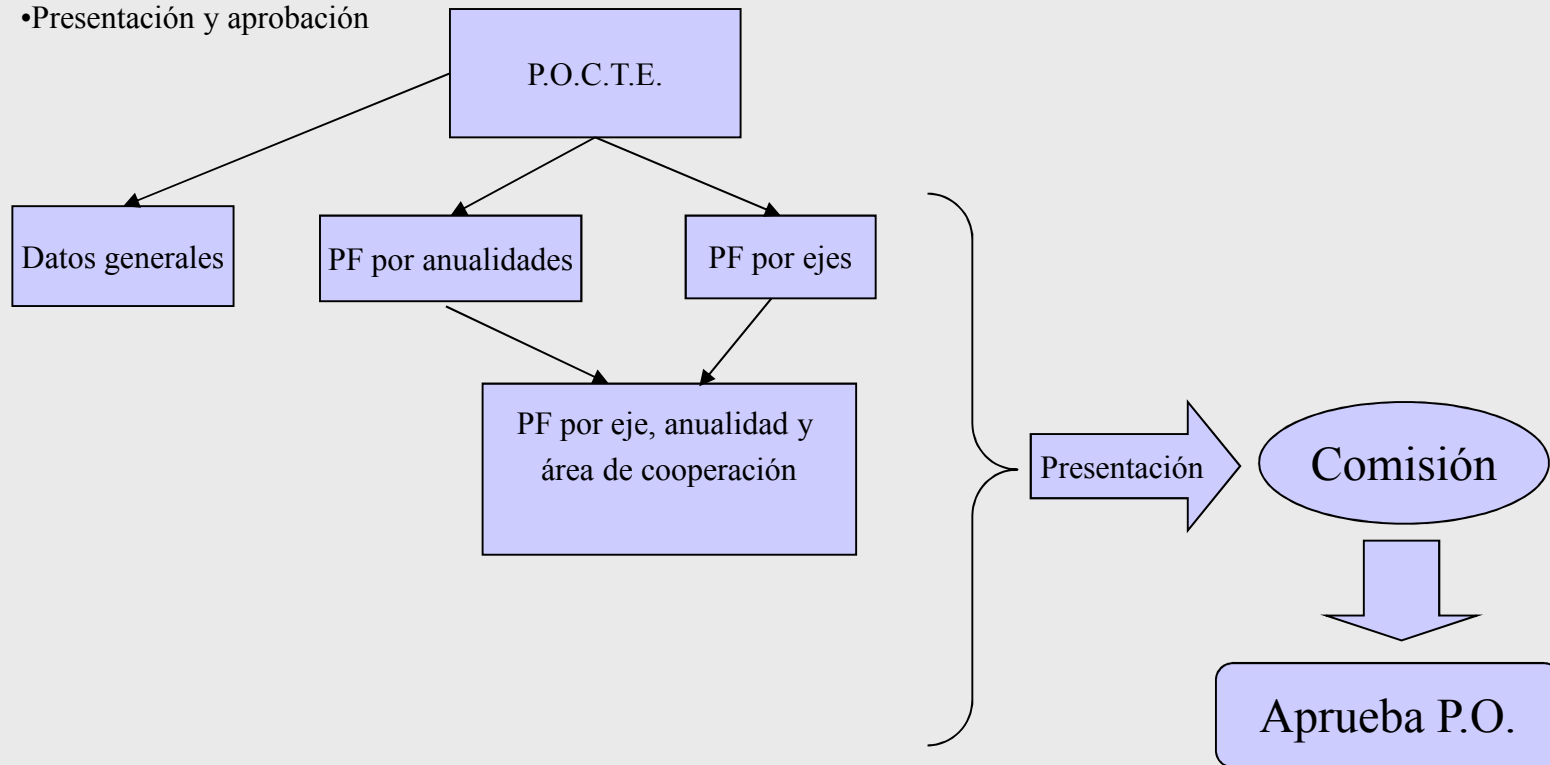 •Presentación y aprobación
P.O.C.T.E.
Datos generales
PF por anualidades
PF por ejes
PF por eje, anualidad y
área de cooperación
Presentación
Comisión
Aprueba P.O.